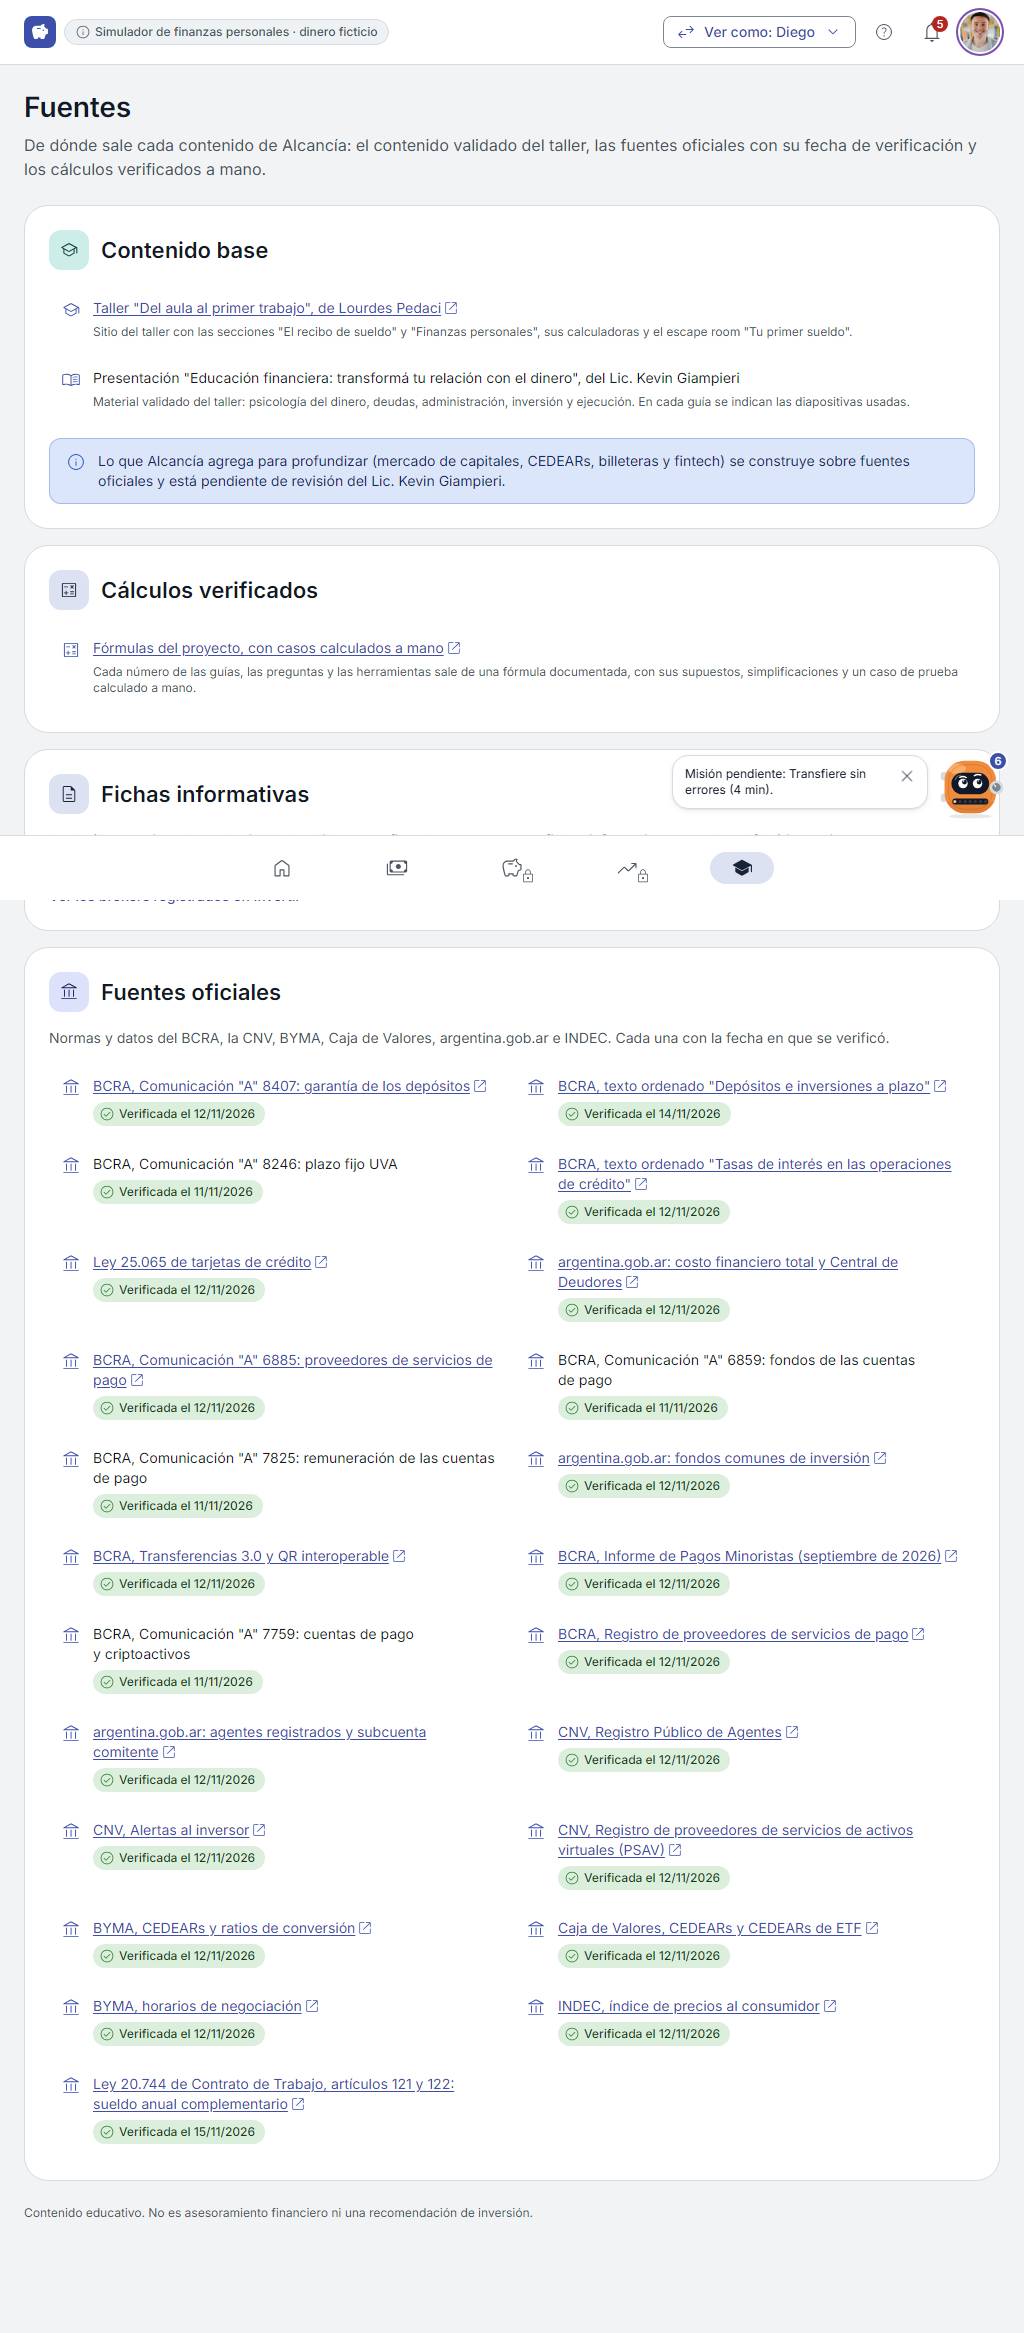 Simulador de finanzas personales · dinero ficticio
Ver como: Diego
5
Fuentes
De dónde sale cada contenido de Alcancía: el contenido validado del taller, las fuentes oficiales con su fecha de verificación y
los cálculos verificados a mano.
Contenido base
Taller "Del aula al primer trabajo", de Lourdes Pedaci
Sitio del taller con las secciones "El recibo de sueldo" y "Finanzas personales", sus calculadoras y el escape room "Tu primer sueldo".
Presentación "Educación financiera: transformá tu relación con el dinero", del Lic. Kevin Giampieri
Material validado del taller: psicología del dinero, deudas, administración, inversión y ejecución. En cada guía se indican las diapositivas usadas.
Lo que Alcancía agrega para profundizar (mercado de capitales, CEDEARs, billeteras y fintech) se construye sobre fuentes
oficiales y está pendiente de revisión del Lic. Kevin Giampieri.
Cálculos verificados
Fórmulas del proyecto, con casos calculados a mano
Cada número de las guías, las preguntas y las herramientas sale de una fórmula documentada, con sus supuestos, simplificaciones y un caso de prueba
calculado a mano.
Fichas informativas
Misión pendiente: Transfiere sin
errores (4 min).
6
Fuentes oficiales
Normas y datos del BCRA, la CNV, BYMA, Caja de Valores, argentina.gob.ar e INDEC. Cada una con la fecha en que se verificó.
BCRA, Comunicación "A" 8407: garantía de los depósitos
Verificada el 12/11/2026
BCRA, texto ordenado "Depósitos e inversiones a plazo"
Verificada el 14/11/2026
BCRA, Comunicación "A" 8246: plazo fijo UVA
Verificada el 11/11/2026
BCRA, texto ordenado "Tasas de interés en las operaciones
de crédito"
Verificada el 12/11/2026
Ley 25.065 de tarjetas de crédito
Verificada el 12/11/2026
argentina.gob.ar: costo financiero total y Central de
Deudores
Verificada el 12/11/2026
BCRA, Comunicación "A" 6885: proveedores de servicios de
pago
Verificada el 12/11/2026
BCRA, Comunicación "A" 6859: fondos de las cuentas
de pago
Verificada el 11/11/2026
BCRA, Comunicación "A" 7825: remuneración de las cuentas
de pago
Verificada el 11/11/2026
argentina.gob.ar: fondos comunes de inversión
Verificada el 12/11/2026
BCRA, Transferencias 3.0 y QR interoperable
Verificada el 12/11/2026
BCRA, Informe de Pagos Minoristas (septiembre de 2026)
Verificada el 12/11/2026
BCRA, Comunicación "A" 7759: cuentas de pago
y criptoactivos
Verificada el 11/11/2026
BCRA, Registro de proveedores de servicios de pago
Verificada el 12/11/2026
argentina.gob.ar: agentes registrados y subcuenta
comitente
Verificada el 12/11/2026
CNV, Registro Público de Agentes
Verificada el 12/11/2026
CNV, Alertas al inversor
Verificada el 12/11/2026
CNV, Registro de proveedores de servicios de activos
virtuales (PSAV)
Verificada el 12/11/2026
BYMA, CEDEARs y ratios de conversión
Verificada el 12/11/2026
Caja de Valores, CEDEARs y CEDEARs de ETF
Verificada el 12/11/2026
BYMA, horarios de negociación
Verificada el 12/11/2026
INDEC, índice de precios al consumidor
Verificada el 12/11/2026
Ley 20.744 de Contrato de Trabajo, artículos 121 y 122:
sueldo anual complementario
Verificada el 15/11/2026
Contenido educativo. No es asesoramiento financiero ni una recomendación de inversión.